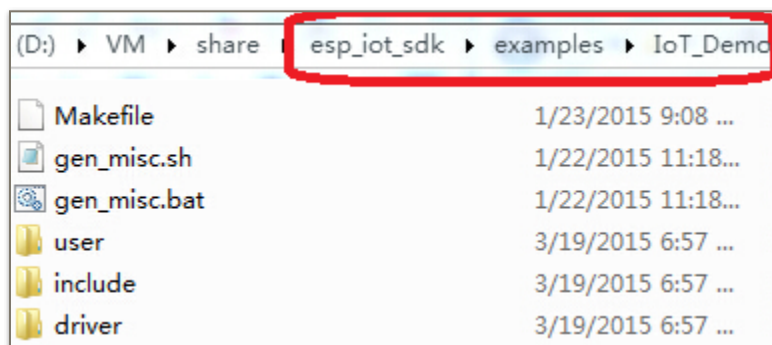 (D:) ▸ VM ▸ share ▸ esp_iot_sdk ▸ examples ▸ IoT_Demo
Makefile 1/23/2015 9:08 ...
gen_misc.sh 1/22/2015 11:18...
gen_misc.bat 1/22/2015 11:18...
user 3/19/2015 6:57 ...
include 3/19/2015 6:57 ...
driver 3/19/2015 6:57 ...